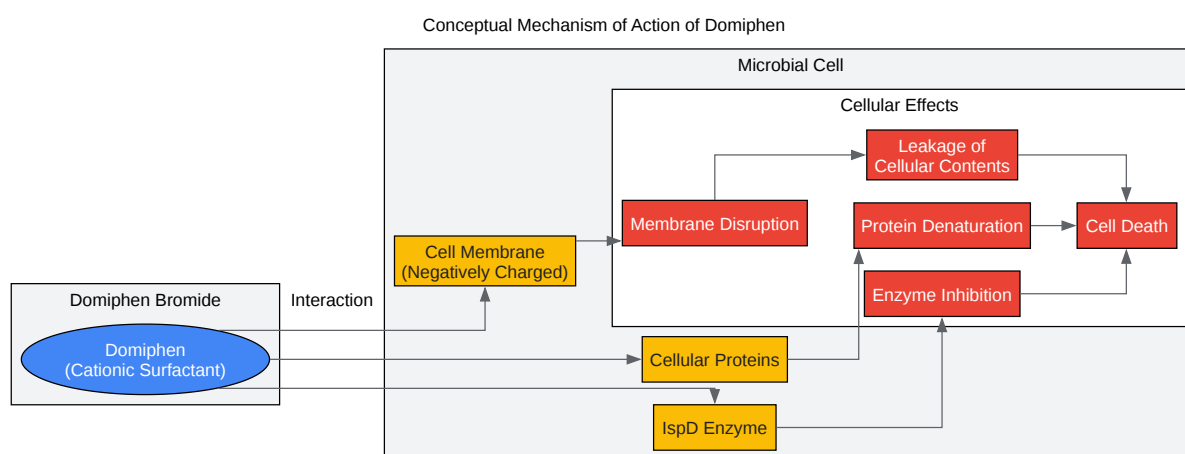 Conceptual Mechanism of Action of Domiphen
Microbial Cell
Cellular Effects
Leakage of
Cellular Contents
Membrane Disruption
Protein Denaturation
Cell Death
Cell Membrane
(Negatively Charged)
Enzyme Inhibition
Domiphen Bromide
Interaction
Domiphen
(Cationic Surfactant)
Cellular Proteins
IspD Enzyme